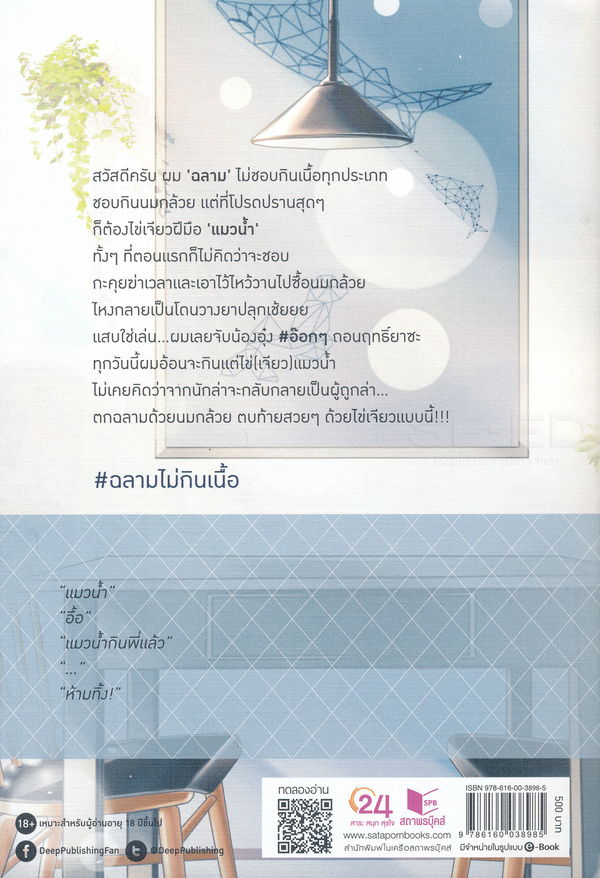 สวัสดีครับ ผม 'ฉลาม' ไม่ชอบกินเนื้อทุกประเภท
ชอบกินนมกล้วย แต่ที่โปรดปรานสุดๆ
ก็ต้องไข่เจียวฝีมือ 'แมวน้ำ'
ทั้งๆ ที่ตอนแรกก็ไม่คิดว่าจะชอบ
กะคุยฆ่าเวลาและเอาไว้ไหว้วานไปซื้อนมกล้วย
ไหงกลายเป็นโดนวางยาปลุกเซ้ยยย
แสบใช่เล่น...ผมเลยจับน้องอุ๋ง #อ๊อกๆ ถอนฤทธิ์ยาซะ
ทุกวันนี้ผมอ้อนจะกินแต่ไข่(เจียว)แมวน้ำ
ไม่เคยคิดว่าจากนักล่าจะกลับกลายเป็นผู้ถูกล่า...
ตกฉลามด้วยนมกล้วย ตบท้ายสวยๆ ด้วยไข่เจียวแบบนี้!!!
#ฉลามไม่กินเนื้อ
“แมวน้ำ”
“อื้อ”
“แมวน้ำกินพี่แล้ว”
“...”
“ห้ามทิ้ง!”
18+ เหมาะสำหรับผู้อ่านอายุ 18 ปีขึ้นไป
DeepPublishingFan
@DeepPublishing
ทดลองอ่าน
24
สาระ สนุก สุขใจ
SPB
สถาพรบุ๊คส์
www.satapornbooks.com
สำนักพิมพ์ในเครือสถาพรบุ๊คส์
ISBN 978-616-00-3898-5
9 786160 038985
500 บาท
มีจำหน่ายในรูปแบบ e-Book